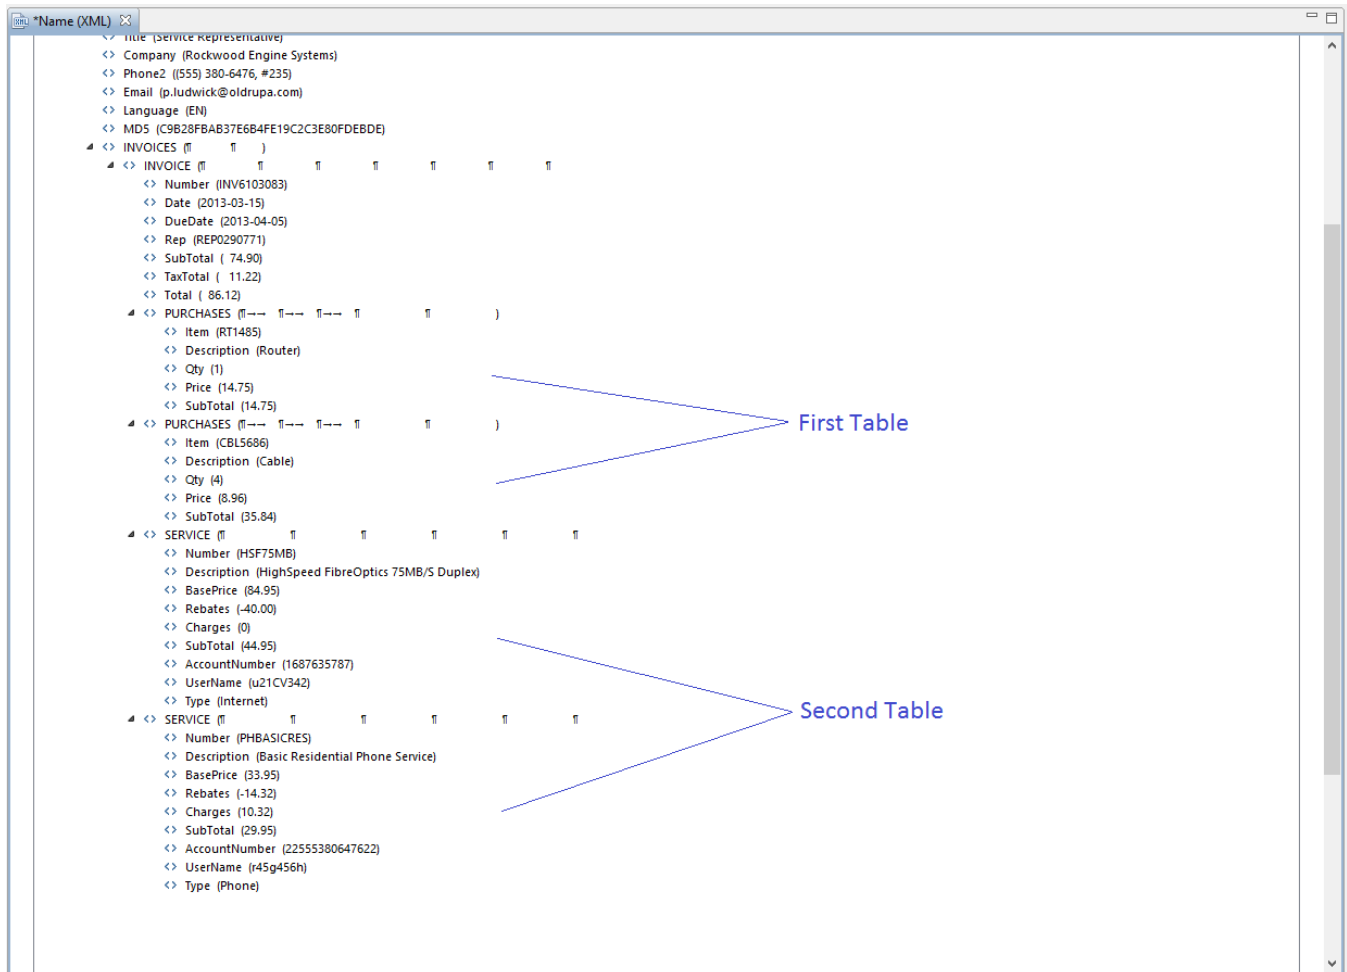 *Name (XML)
Title (Service Representative)
Company (Rockwood Engine Systems)
Phone2 ((555) 380-6476, #235)
Email (p.ludwick@oldrupa.com)
Language (EN)
MD5 (C9B28FBAB37E6B4FE19C2C3E80FDEBDE)
INVOICES (¶ ¶ )
INVOICE (¶ ¶ ¶ ¶ ¶ ¶ ¶
Number (INV6103083)
Date (2013-03-15)
DueDate (2013-04-05)
Rep (REP0290771)
SubTotal ( 74.90)
TaxTotal ( 11.22)
Total ( 86.12)
PURCHASES (¶→→ ¶→→ ¶→→ ¶ ¶ )
Item (RT1485)
Description (Router)
Qty (1)
Price (14.75)
SubTotal (14.75)
First Table
PURCHASES (¶→→ ¶→→ ¶→→ ¶ ¶ )
Item (CBL5686)
Description (Cable)
Qty (4)
Price (8.96)
SubTotal (35.84)
SERVICE (¶ ¶ ¶ ¶ ¶ ¶
Number (HSF75MB)
Description (HighSpeed FibreOptics 75MB/S Duplex)
BasePrice (84.95)
Rebates (-40.00)
Charges (0)
SubTotal (44.95)
AccountNumber (1687635787)
UserName (u21CV342)
Type (Internet)
Second Table
SERVICE (¶ ¶ ¶ ¶ ¶ ¶
Number (PHBASICRES)
Description (Basic Residential Phone Service)
BasePrice (33.95)
Rebates (-14.32)
Charges (10.32)
SubTotal (29.95)
AccountNumber (22555380647622)
UserName (r45g456h)
Type (Phone)